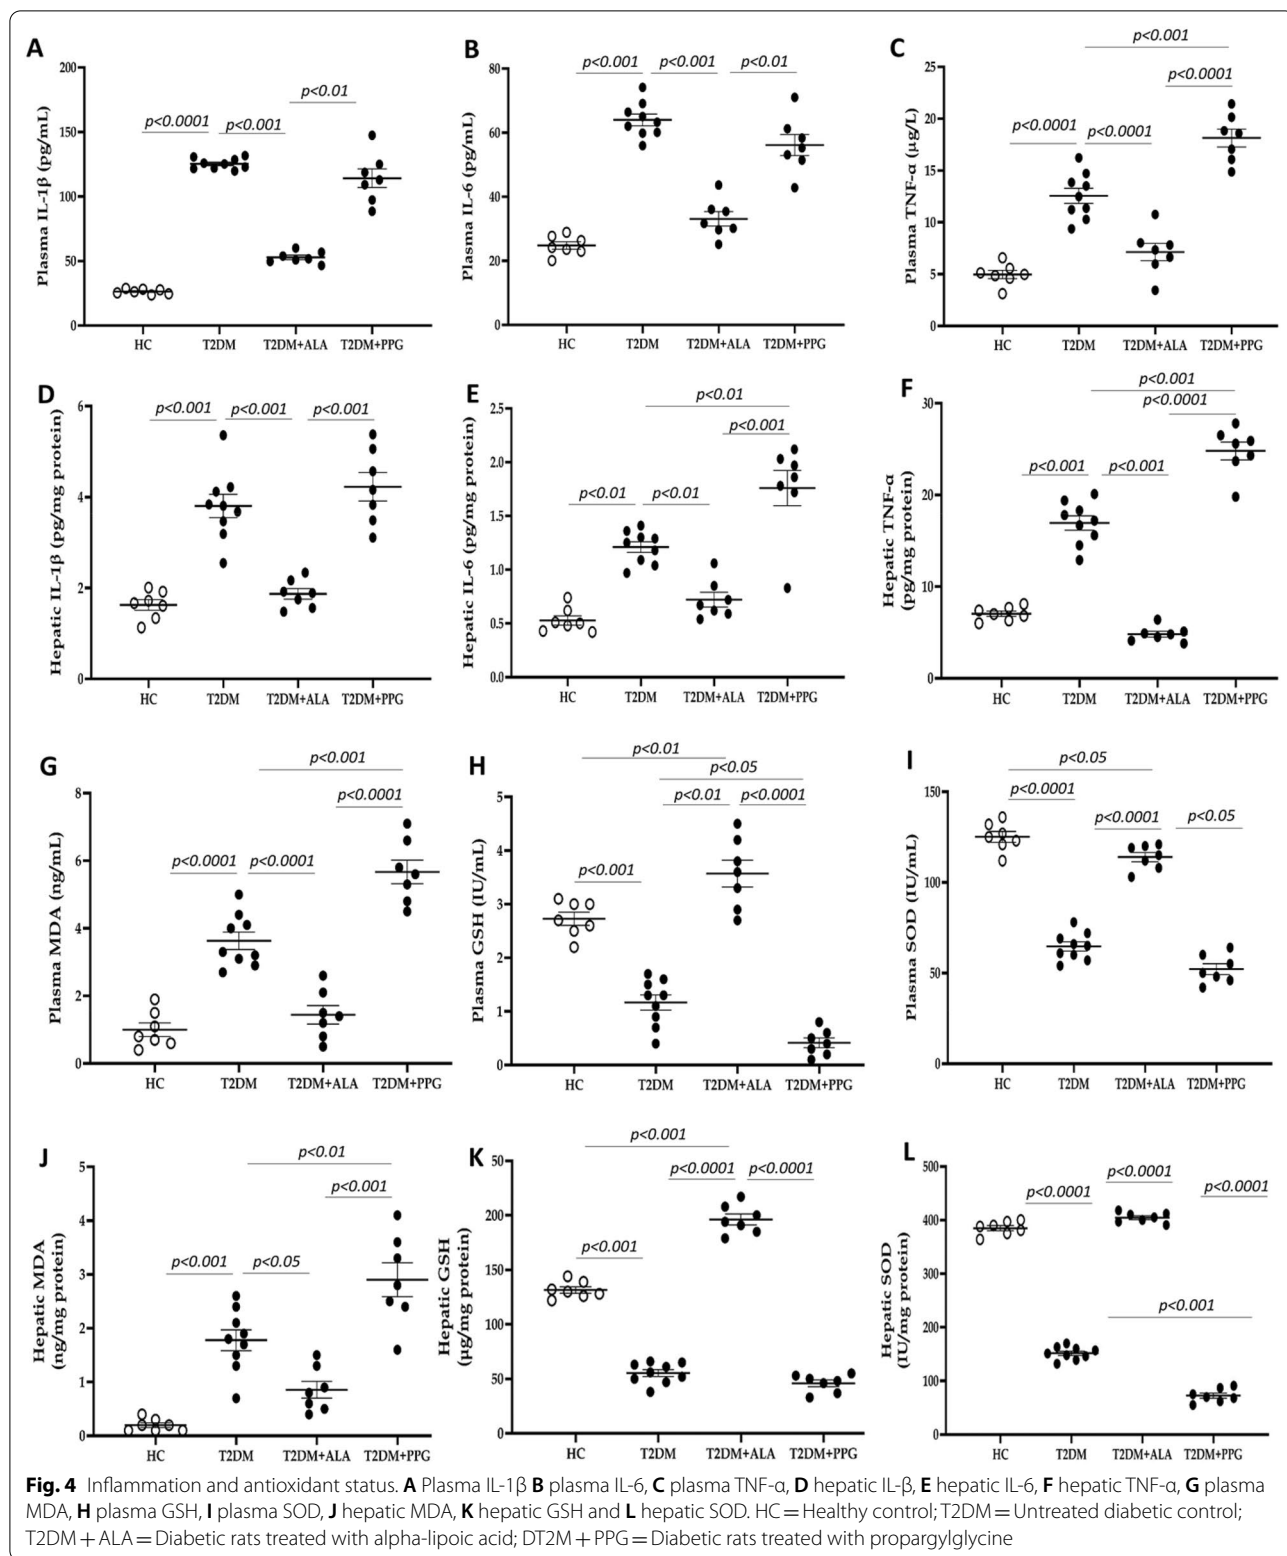 A
Plasma IL-1β (pg/mL)
200
150
100
50
0
p<0.0001
p<0.001
p<0.01
HC
T2DM
T2DM+ALA
T2DM+PPG
B
Plasma IL-6 (pg/mL)
80
60
40
20
0
p<0.001
p<0.001
p<0.01
HC
T2DM
T2DM+ALA
T2DM+PPG
C
Plasma TNF-α (µg/L)
25
20
15
10
5
0
p<0.001
p<0.0001
p<0.0001
p<0.0001
HC
T2DM
T2DM+ALA
T2DM+PPG
D
Hepatic IL-1β (pg/mg protein)
6
4
2
0
p<0.001
p<0.001
p<0.001
HC
T2DM
T2DM+ALA
T2DM+PPG
E
Hepatic IL-6 (pg/mg protein)
2.5
2.0
1.5
1.0
0.5
0.0
p<0.01
p<0.001
p<0.01
p<0.01
HC
T2DM
T2DM+ALA
T2DM+PPG
F
Hepatic TNF-α
(pg/mg protein)
30
20
10
0
p<0.001
p<0.0001
p<0.001
p<0.001
HC
T2DM
T2DM+ALA
T2DM+PPG
G
Plasma MDA (ng/mL)
8
6
4
2
0
p<0.001
p<0.0001
p<0.0001
p<0.0001
HC
T2DM
T2DM+ALA
T2DM+PPG
H
Plasma GSH (IU/mL)
5
4
3
2
1
0
p<0.01
p<0.05
p<0.01
p<0.0001
p<0.001
HC
T2DM
T2DM+ALA
T2DM+PPG
I
Plasma SOD (IU/mL)
150
100
50
0
p<0.05
p<0.0001
p<0.0001
p<0.05
HC
T2DM
T2DM+ALA
T2DM+PPG
J
Hepatic MDA
(ng/mg protein)
5
4
3
2
1
0
p<0.01
p<0.001
p<0.001
p<0.05
HC
T2DM
T2DM+ALA
T2DM+PPG
K
Hepatic GSH
(µg/mg protein)
250
200
150
100
50
0
p<0.001
p<0.0001
p<0.0001
p<0.001
HC
T2DM
T2DM+ALA
T2DM+PPG
L
Hepatic SOD
(IU/mg protein)
500
400
300
200
100
0
p<0.0001
p<0.0001
p<0.0001
p<0.001
HC
T2DM
T2DM+ALA
T2DM+PPG
Fig. 4 Inflammation and antioxidant status. A Plasma IL-1β B plasma IL-6, C plasma TNF-α, D hepatic IL-β, E hepatic IL-6, F hepatic TNF-α, G plasma
MDA, H plasma GSH, I plasma SOD, J hepatic MDA, K hepatic GSH and L hepatic SOD. HC = Healthy control; T2DM = Untreated diabetic control;
T2DM + ALA = Diabetic rats treated with alpha-lipoic acid; DT2M + PPG = Diabetic rats treated with propargylglycine